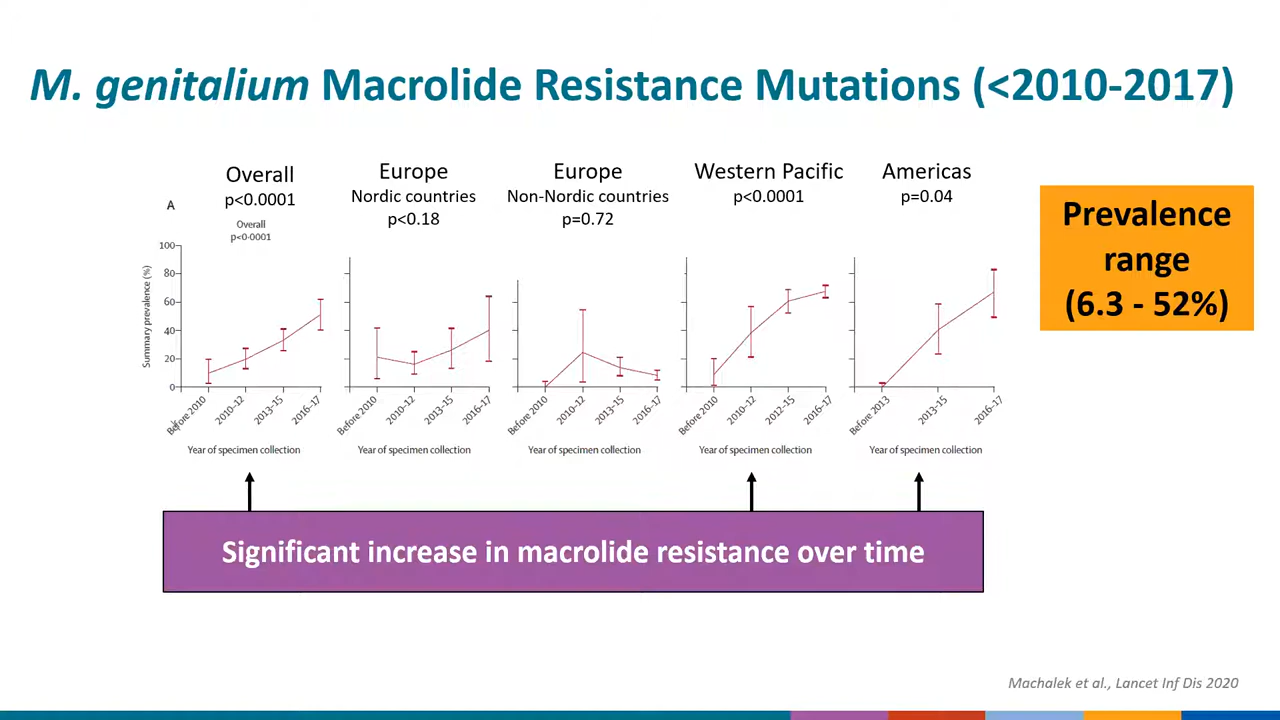 M. genitalium Macrolide Resistance Mutations (<2010-2017)
Overall
p<0.0001
Europe
Nordic countries
p<0.18
Europe
Non-Nordic countries
p=0.72
Western Pacific
p<0.0001
Americas
p=0.04
Prevalence
range
(6.3 - 52%)
A
Overall
p<0·0001
Summary prevalence (%)
100
80
60
40
20
0
Before 2010
2010–12
2013–15
2016–17
Year of specimen collection
Before 2010
2010–12
2013–15
2016–17
Year of specimen collection
Before 2010
2010–12
2013–15
2016–17
Year of specimen collection
Before 2010
2010–12
2012–15
2016–17
Year of specimen collection
Before 2013
2013–15
2016–17
Year of specimen collection
Significant increase in macrolide resistance over time
Machalek et al., Lancet Inf Dis 2020